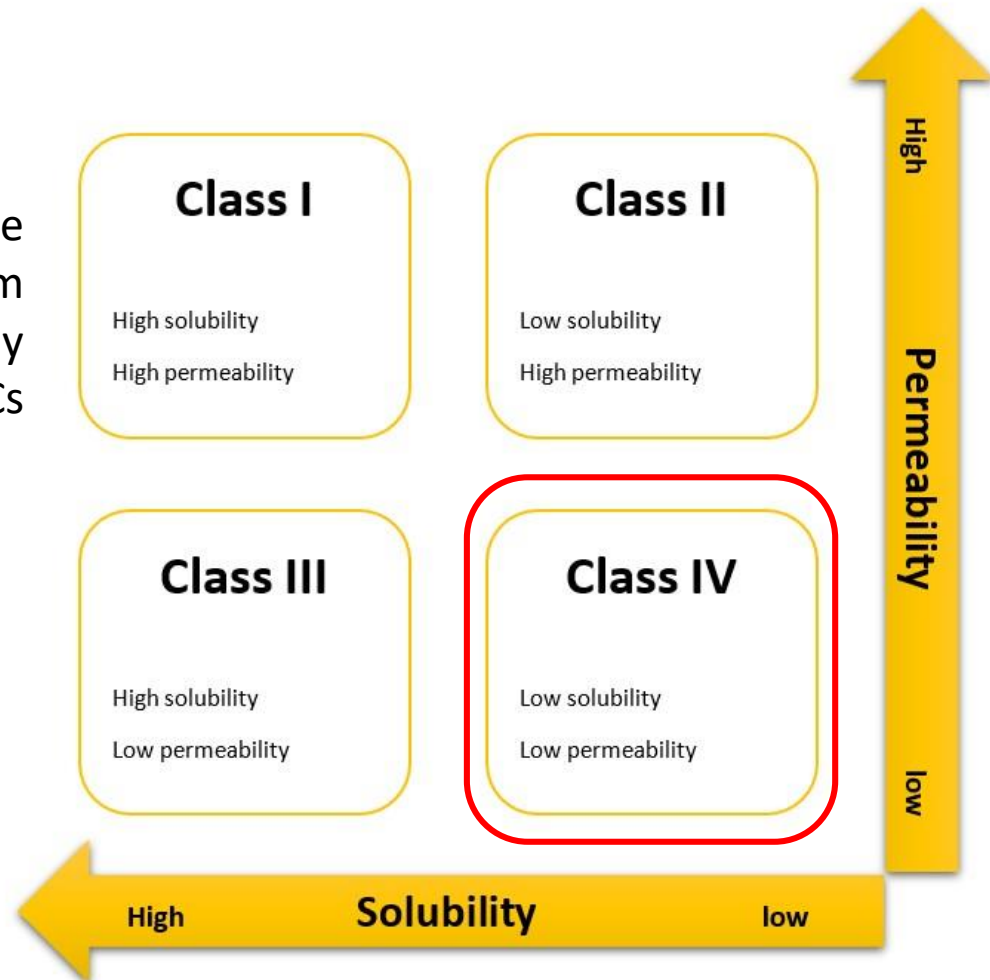 e
m
y
Cs
Class I
High solubility
High permeability
Class II
Low solubility
High permeability
Class III
High solubility
Low permeability
Class IV
Low solubility
Low permeability
High
Permeability
low
High Solubility low